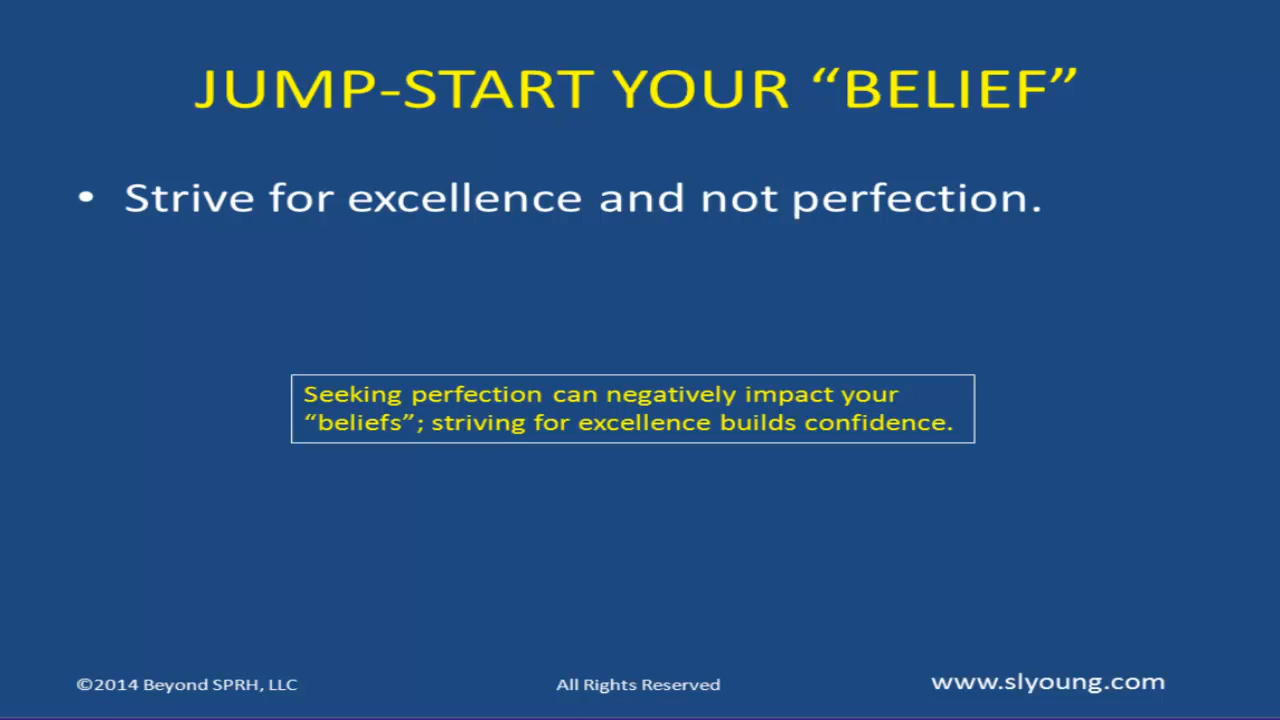 JUMP-START YOUR “BELIEF”
• Strive for excellence and not perfection.
Seeking perfection can negatively impact your
“beliefs”; striving for excellence builds confidence.
©2014 Beyond SPRH, LLC
All Rights Reserved
www.slyoung.com